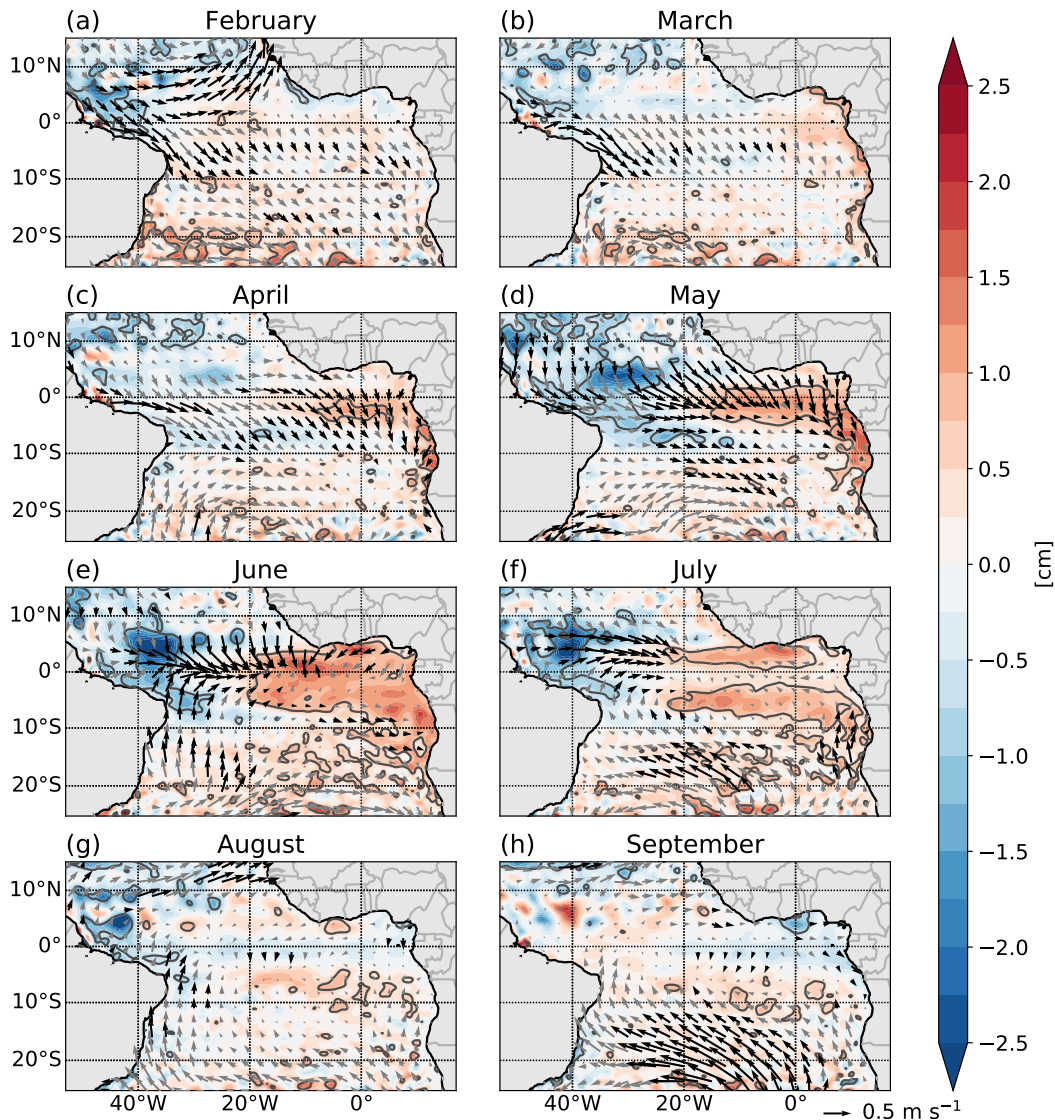 (a) February
(b) March
10°N
0°
10°S
20°S
(c) April
(d) May
10°N
0°
10°S
20°S
(e) June
(f) July
10°N
0°
10°S
20°S
(g) August
(h) September
10°N
0°
10°S
20°S
40°W 20°W 0°
40°W 20°W 0°
0.5 m s⁻¹
2.5
2.0
1.5
1.0
0.5
0.0
−0.5
−1.0
−1.5
−2.0
−2.5
[cm]